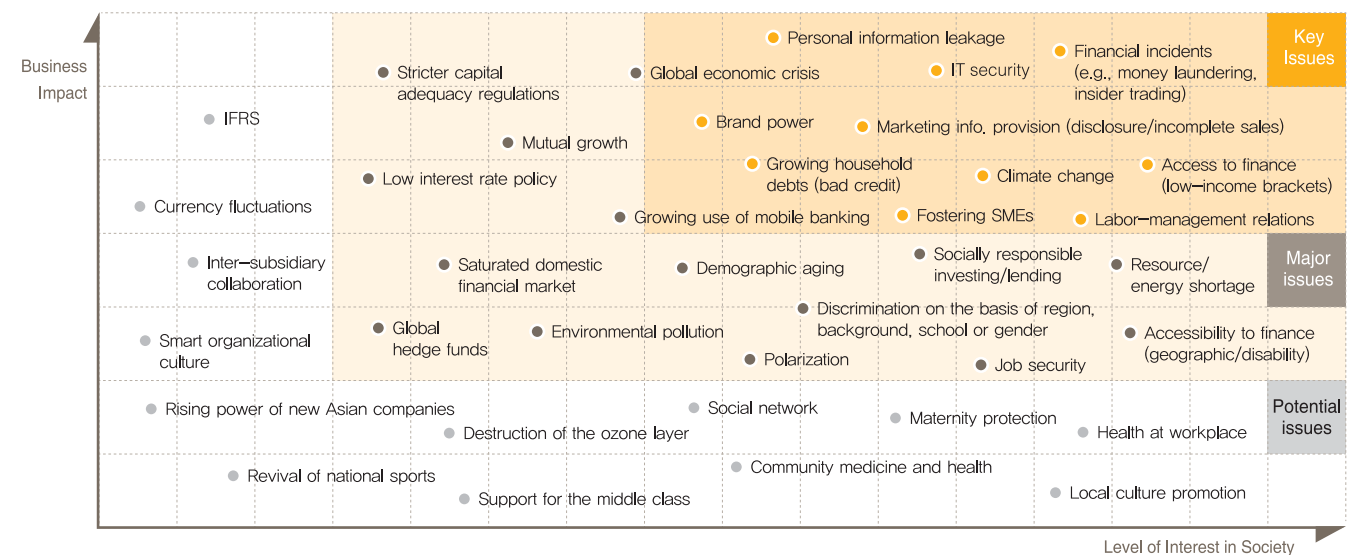 Business
Impact
Key
Issues
Personal information leakage
Financial incidents
(e.g., money laundering,
insider trading)
Stricter capital
adequacy regulations
Global economic crisis
IT security
IFRS
Brand power
Marketing info. provision (disclosure/incomplete sales)
Mutual growth
Growing household
debts (bad credit)
Climate change
Access to finance
(low-income brackets)
Low interest rate policy
Currency fluctuations
Growing use of mobile banking
Fostering SMEs
Labor-management relations
Major
issues
Inter-subsidiary
collaboration
Saturated domestic
financial market
Demographic aging
Socially responsible
investing/lending
Resource/
energy shortage
Discrimination on the basis of region,
background, school or gender
Smart organizational
culture
Global
hedge funds
Environmental pollution
Polarization
Job security
Accessibility to finance
(geographic/disability)
Potential
issues
Rising power of new Asian companies
Destruction of the ozone layer
Social network
Maternity protection
Health at workplace
Revival of national sports
Support for the middle class
Community medicine and health
Local culture promotion
Level of Interest in Society